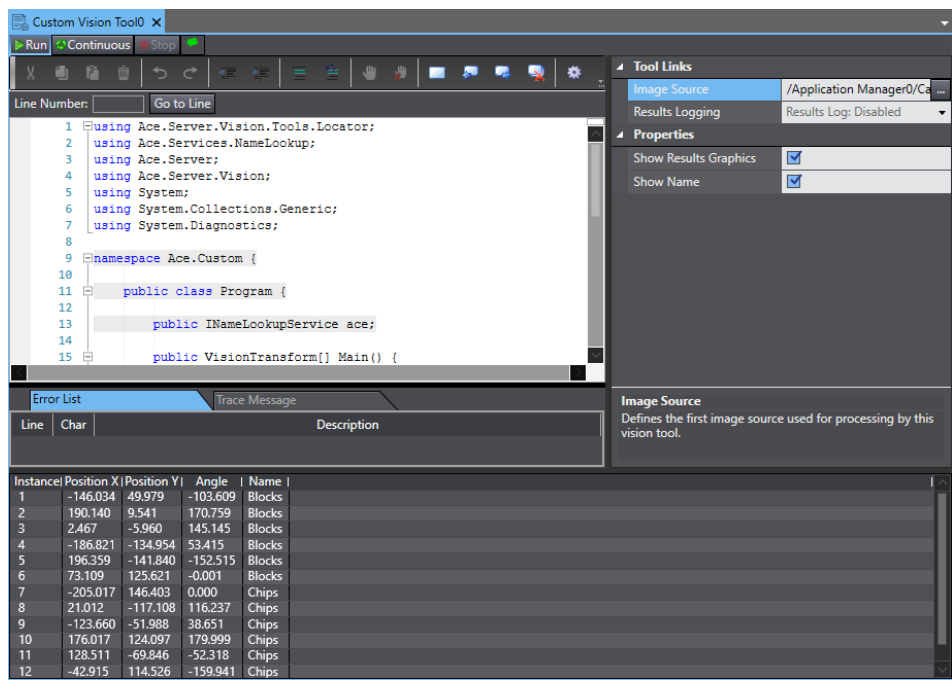 Custom Vision Tool0
Run Continuous Stop
Line Number: Go to Line
1 using Ace.Server.Vision.Tools.Locator;
2 using Ace.Services.NameLookup;
3 using Ace.Server;
4 using Ace.Server.Vision;
5 using System;
6 using System.Collections.Generic;
7 using System.Diagnostics;
8
9 namespace Ace.Custom {
10
11 public class Program {
12
13 public INameLookupService ace;
14
15 public VisionTransform[] Main() {
Error List Trace Message
Line Char Description
Tool Links
Image Source /Application Manager0/Ca ...
Results Logging Results Log: Disabled
Properties
Show Results Graphics
Show Name
Image Source
Defines the first image source used for processing by this
vision tool.
Instance Position X Position Y Angle Name
1 -146.034 49.979 -103.609 Blocks
2 190.140 9.541 170.759 Blocks
3 2.467 -5.960 145.145 Blocks
4 -186.821 -134.954 53.415 Blocks
5 196.359 -141.840 -152.515 Blocks
6 73.109 125.621 -0.001 Blocks
7 -205.017 146.403 0.000 Chips
8 21.012 -117.108 116.237 Chips
9 -123.660 -51.988 38.651 Chips
10 176.017 124.097 179.999 Chips
11 128.511 -69.846 -52.318 Chips
12 -42.915 114.526 -159.941 Chips